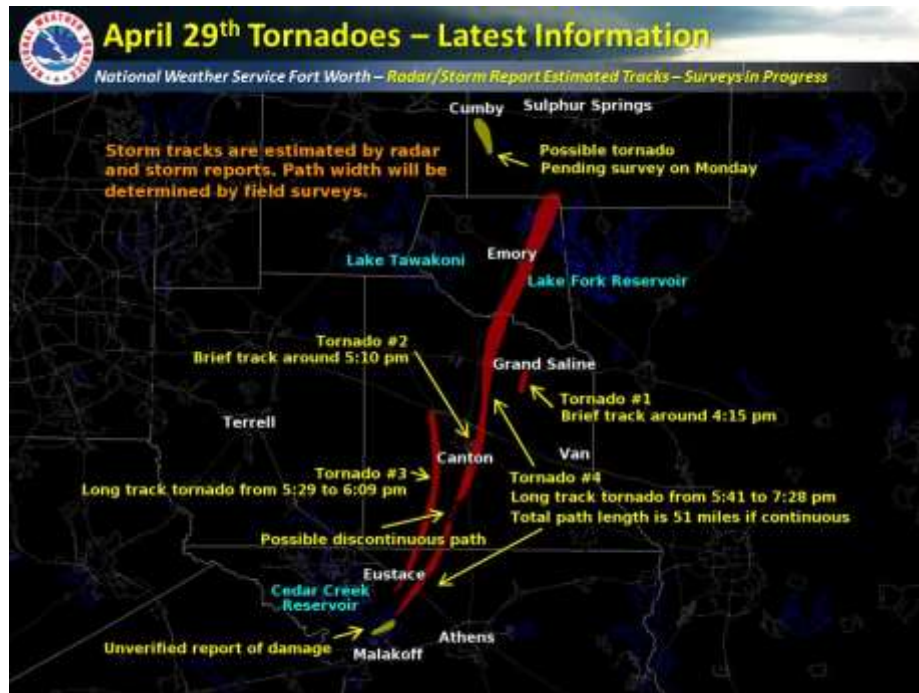 April 29th Tornadoes – Latest Information
National Weather Service Fort Worth – Radar/Storm Report Estimated Tracks – Surveys in Progress
Cumby
Sulphur Springs
Storm tracks are estimated by radar
and storm reports. Path width will be
determined by field surveys.
Possible tornado
Pending survey on Monday
Emory
Lake Tawakoni
Lake Fork Reservoir
Tornado #2
Brief track around 5:10 pm
Grand Saline
Tornado #1
Brief track around 4:15 pm
Terrell
Canton
Van
Tornado #3
Long track tornado from 5:29 to 6:09 pm
Tornado #4
Long track tornado from 5:41 to 7:28 pm
Total path length is 51 miles if continuous
Possible discontinuous path
Eustace
Cedar Creek
Reservoir
Unverified report of damage
Athens
Malakoff